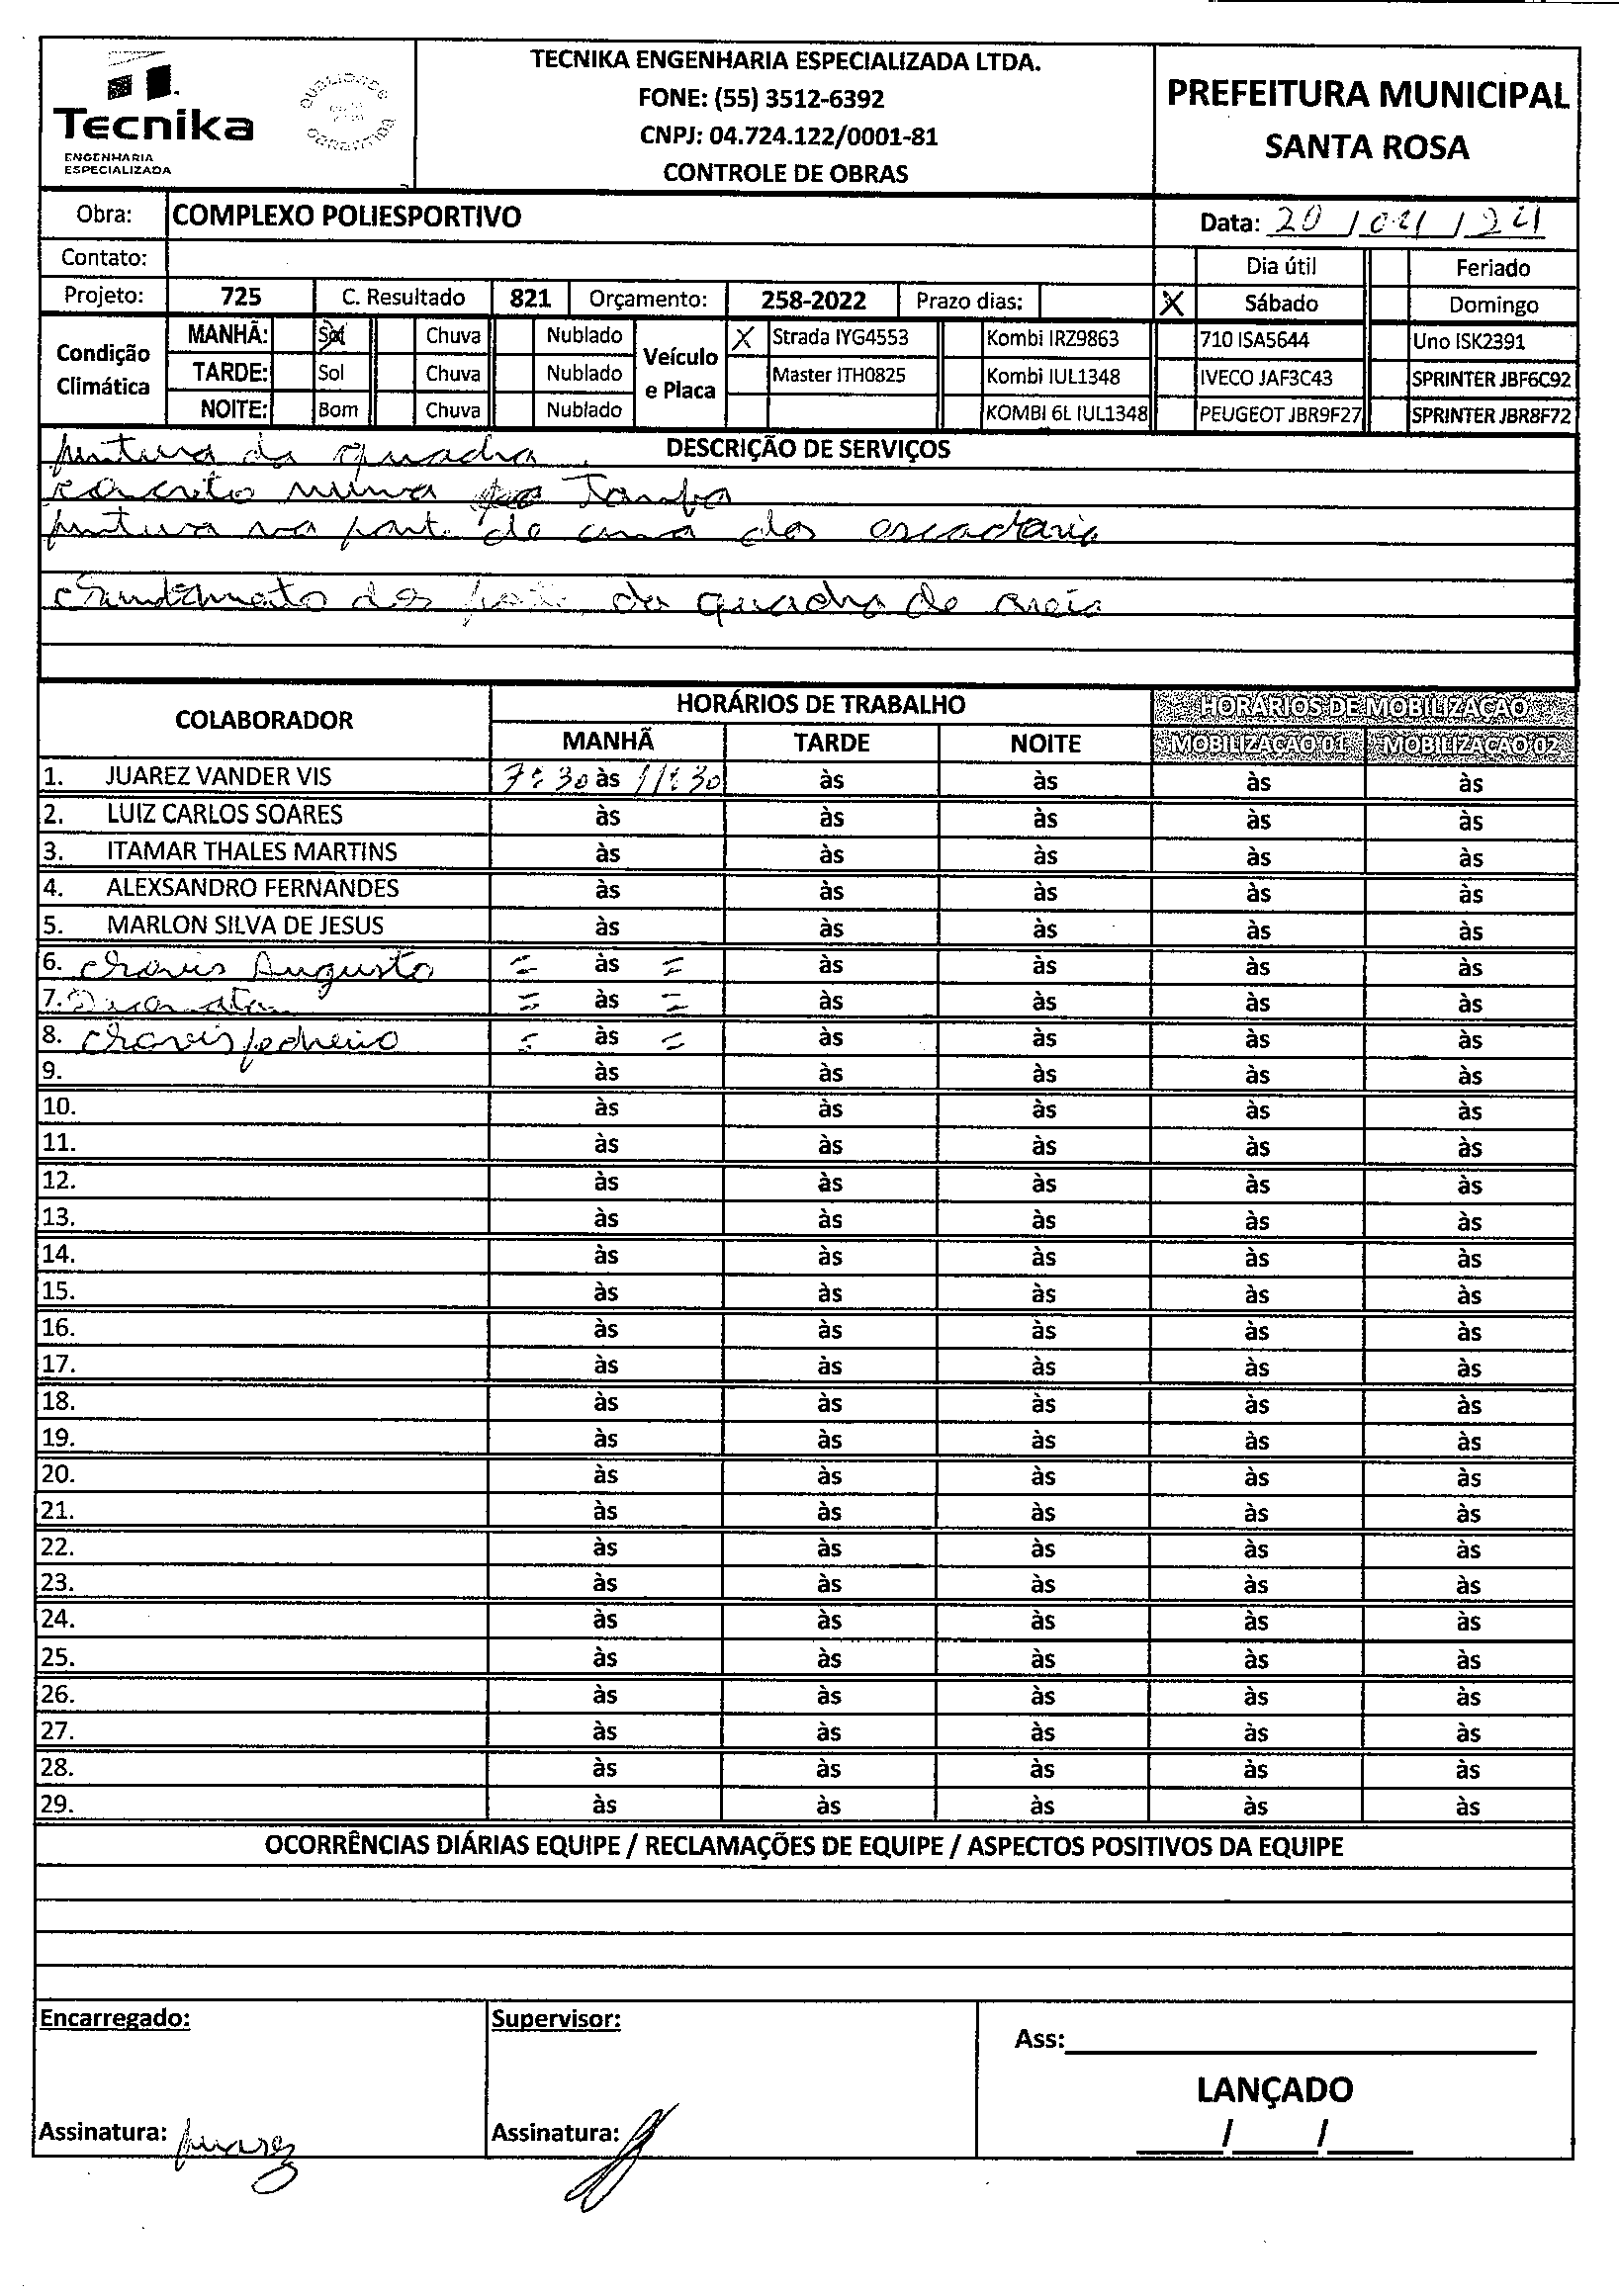 Tecnika
ENGENHARIA
ESPECIALIZADA
QUALIDADE
GARANTIDA
TECNIKA ENGENHARIA ESPECIALIZADA LTDA.
FONE: (55) 3512-6392
CNPJ: 04.724.122/0001-81
CONTROLE DE OBRAS
PREFEITURA MUNICIPAL
SANTA ROSA
Obra: COMPLEXO POLIESPORTIVO
Data: 20 / 04 / 24
Contato:
Dia útil Feriado
Projeto: 725 C. Resultado 821 Orçamento: 258-2022 Prazo dias: X Sábado Domingo
Condição Climática
MANHÃ: Sol Chuva Nublado
TARDE: Sol Chuva Nublado
NOITE: Bom Chuva Nublado
Veículo e Placa
X Strada IYG4553 Kombi IRZ9863 710 ISA5644 Uno ISK2391
Master ITH0825 Kombi IUL1348 IVECO JAF3C43 SPRINTER JBF6C92
KOMBI 6L IUL1348 PEUGEOT JBR9F27 SPRINTER JBR8F72
DESCRIÇÃO DE SERVIÇOS
pintura da quadra
concreto numa Tampa
pintura na parte de cima das escadaria
chumbamento dos da quadra de areia
COLABORADOR HORÁRIOS DE TRABALHO HORÁRIOS DE MOBILIZAÇÃO
MANHÃ TARDE NOITE MOBILIZAÇÃO 01 MOBILIZAÇÃO 02
1. JUAREZ VANDER VIS 7:30 às 11:30 às às às às
2. LUIZ CARLOS SOARES às às às às às
3. ITAMAR THALES MARTINS às às às às às
4. ALEXSANDRO FERNANDES às às às às às
5. MARLON SILVA DE JESUS às às às às às
6. Augusto = às = às às às às
7. = às = às às às às
8. = às = às às às às
9. às às às às às
10. às às às às às
11. às às às às às
12. às às às às às
13. às às às às às
14. às às às às às
15. às às às às às
16. às às às às às
17. às às às às às
18. às às às às às
19. às às às às às
20. às às às às às
21. às às às às às
22. às às às às às
23. às às às às às
24. às às às às às
25. às às às às às
26. às às às às às
27. às às às às às
28. às às às às às
29. às às às às às
OCORRÊNCIAS DIÁRIAS EQUIPE / RECLAMAÇÕES DE EQUIPE / ASPECTOS POSITIVOS DA EQUIPE
Encarregado: Supervisor:
Ass:
LANÇADO
Assinatura: Juarez Assinatura:
/ /